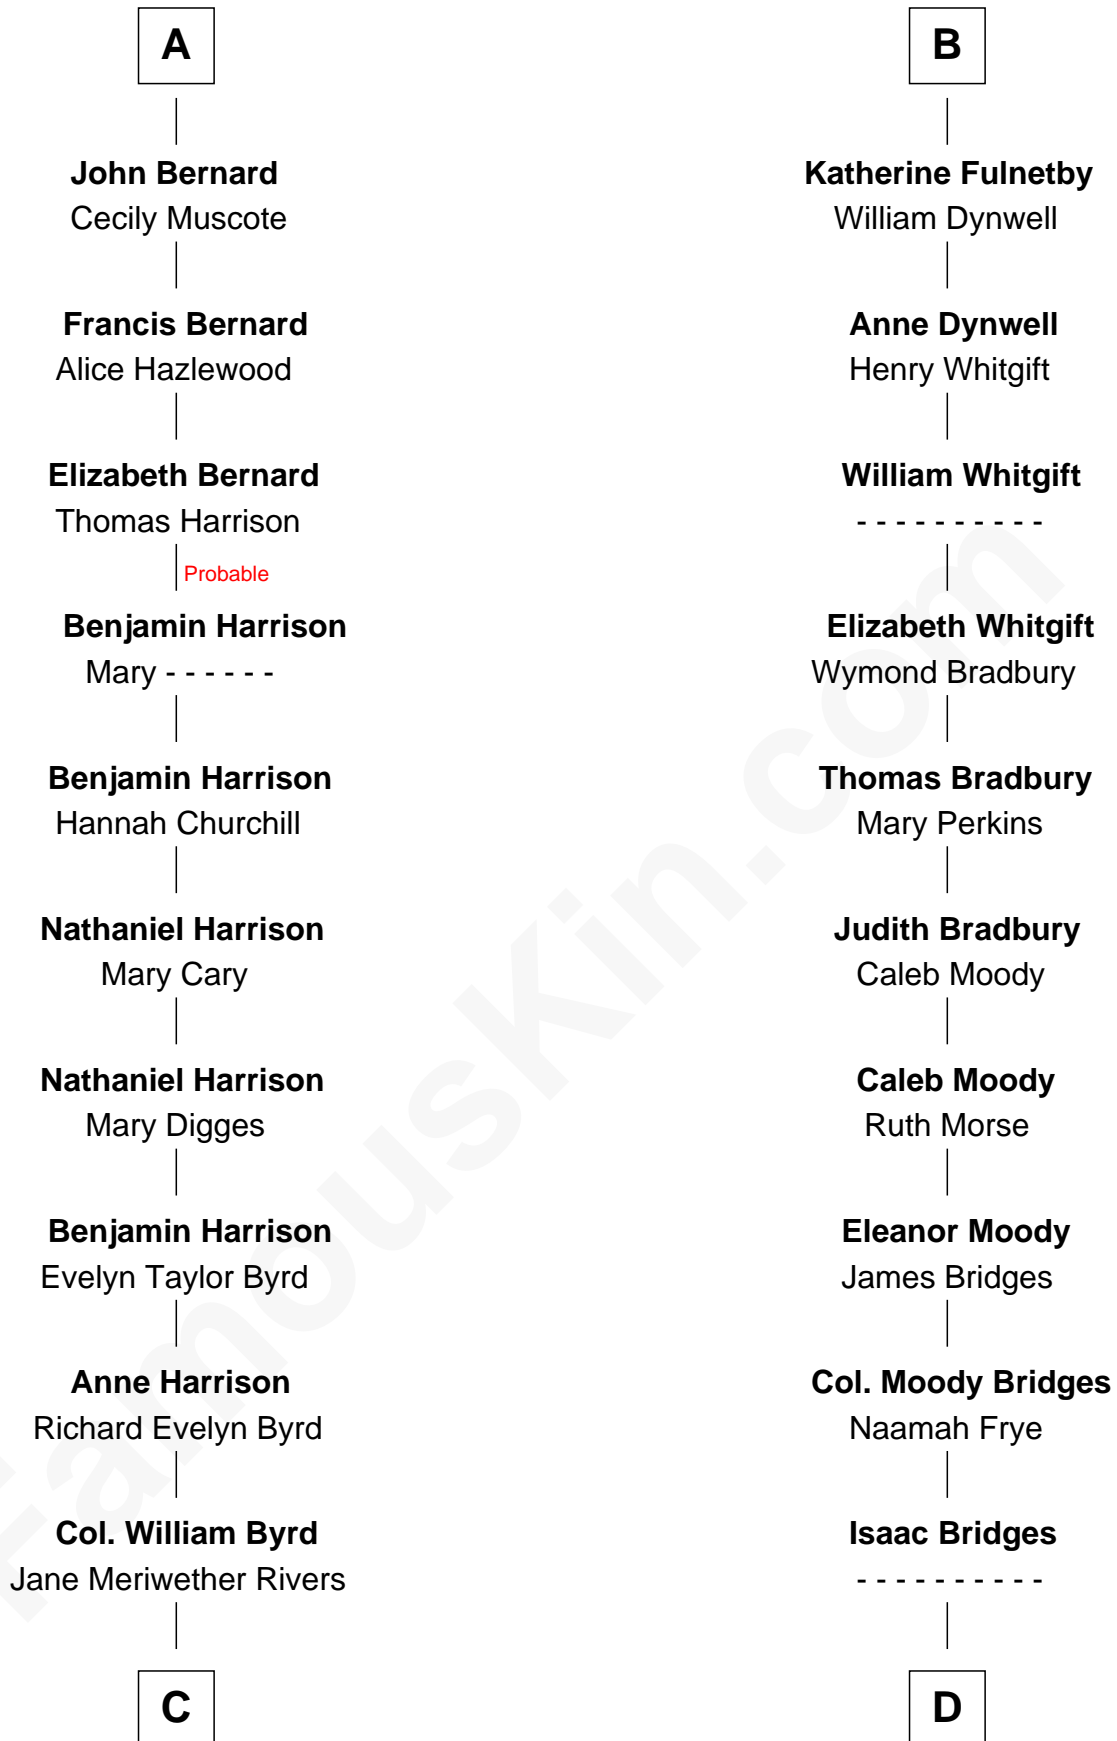 A
John Bernard
Cecily Muscote
Francis Bernard
Alice Hazlewood
Elizabeth Bernard
Thomas Harrison
Probable
Benjamin Harrison
Mary - - - - - -
Benjamin Harrison
Hannah Churchill
Nathaniel Harrison
Mary Cary
Nathaniel Harrison
Mary Digges
Benjamin Harrison
Evelyn Taylor Byrd
Anne Harrison
Richard Evelyn Byrd
Col. William Byrd
Jane Meriwether Rivers
C
B
Katherine Fulnetby
William Dynwell
Anne Dynwell
Henry Whitgift
William Whitgift
- - - - - - - - - -
Elizabeth Whitgift
Wymond Bradbury
Thomas Bradbury
Mary Perkins
Judith Bradbury
Caleb Moody
Caleb Moody
Ruth Morse
Eleanor Moody
James Bridges
Col. Moody Bridges
Naamah Frye
Isaac Bridges
- - - - - - - - - -
D
FamousKin.com